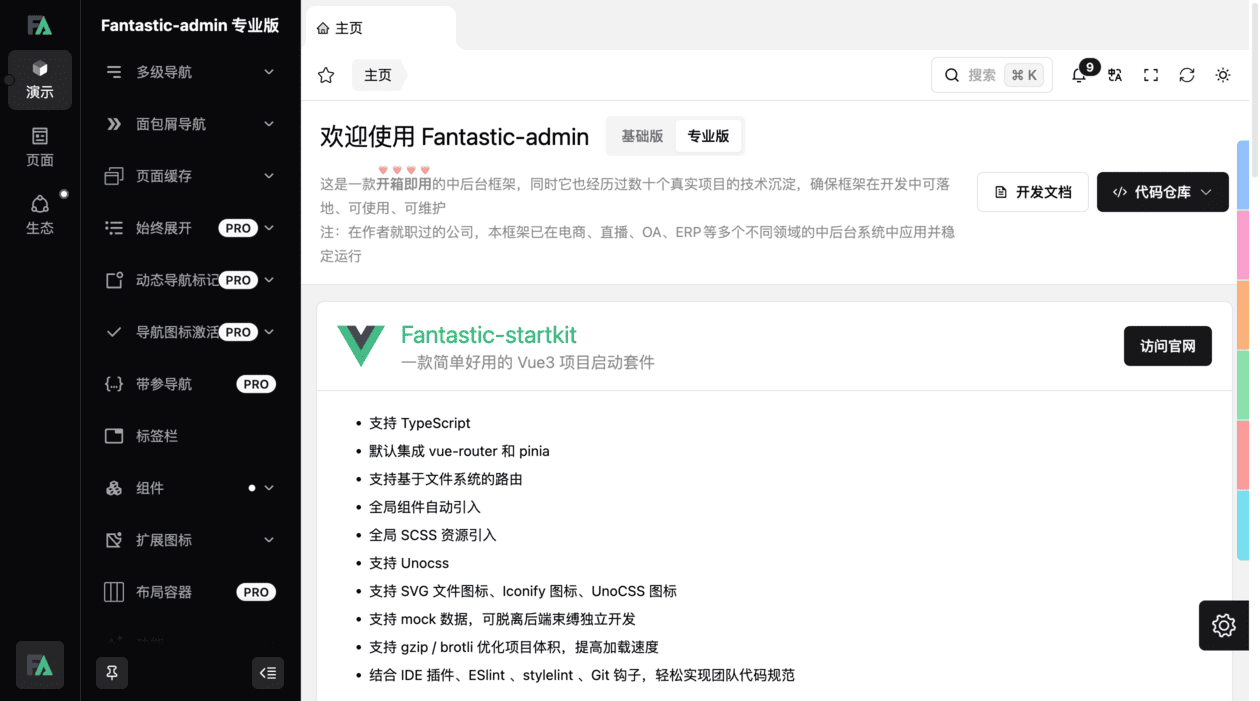 FA
演示
页面
生态
FA
Fantastic-admin 专业版
多级导航
面包屑导航
页面缓存
始终展开 PRO
动态导航标记 PRO
导航图标激活 PRO
带参导航 PRO
标签栏
组件
扩展图标
布局容器 PRO
主页
主页
搜索 ⌘ K
9
欢迎使用 Fantastic-admin
基础版 专业版
这是一款开箱即用的中后台框架，同时它也经历过数十个真实项目的技术沉淀，确保框架在开发中可落
地、可使用、可维护
注：在作者就职过的公司，本框架已在电商、直播、OA、ERP等多个不同领域的中后台系统中应用并稳
定运行
开发文档
代码仓库
Fantastic-startkit
一款简单好用的 Vue3 项目启动套件
访问官网
• 支持 TypeScript
• 默认集成 vue-router 和 pinia
• 支持基于文件系统的路由
• 全局组件自动引入
• 全局 SCSS 资源引入
• 支持 Unocss
• 支持 SVG 文件图标、Iconify 图标、UnoCSS 图标
• 支持 mock 数据，可脱离后端束缚独立开发
• 支持 gzip / brotli 优化项目体积，提高加载速度
• 结合 IDE 插件、ESlint 、stylelint 、Git 钩子，轻松实现团队代码规范